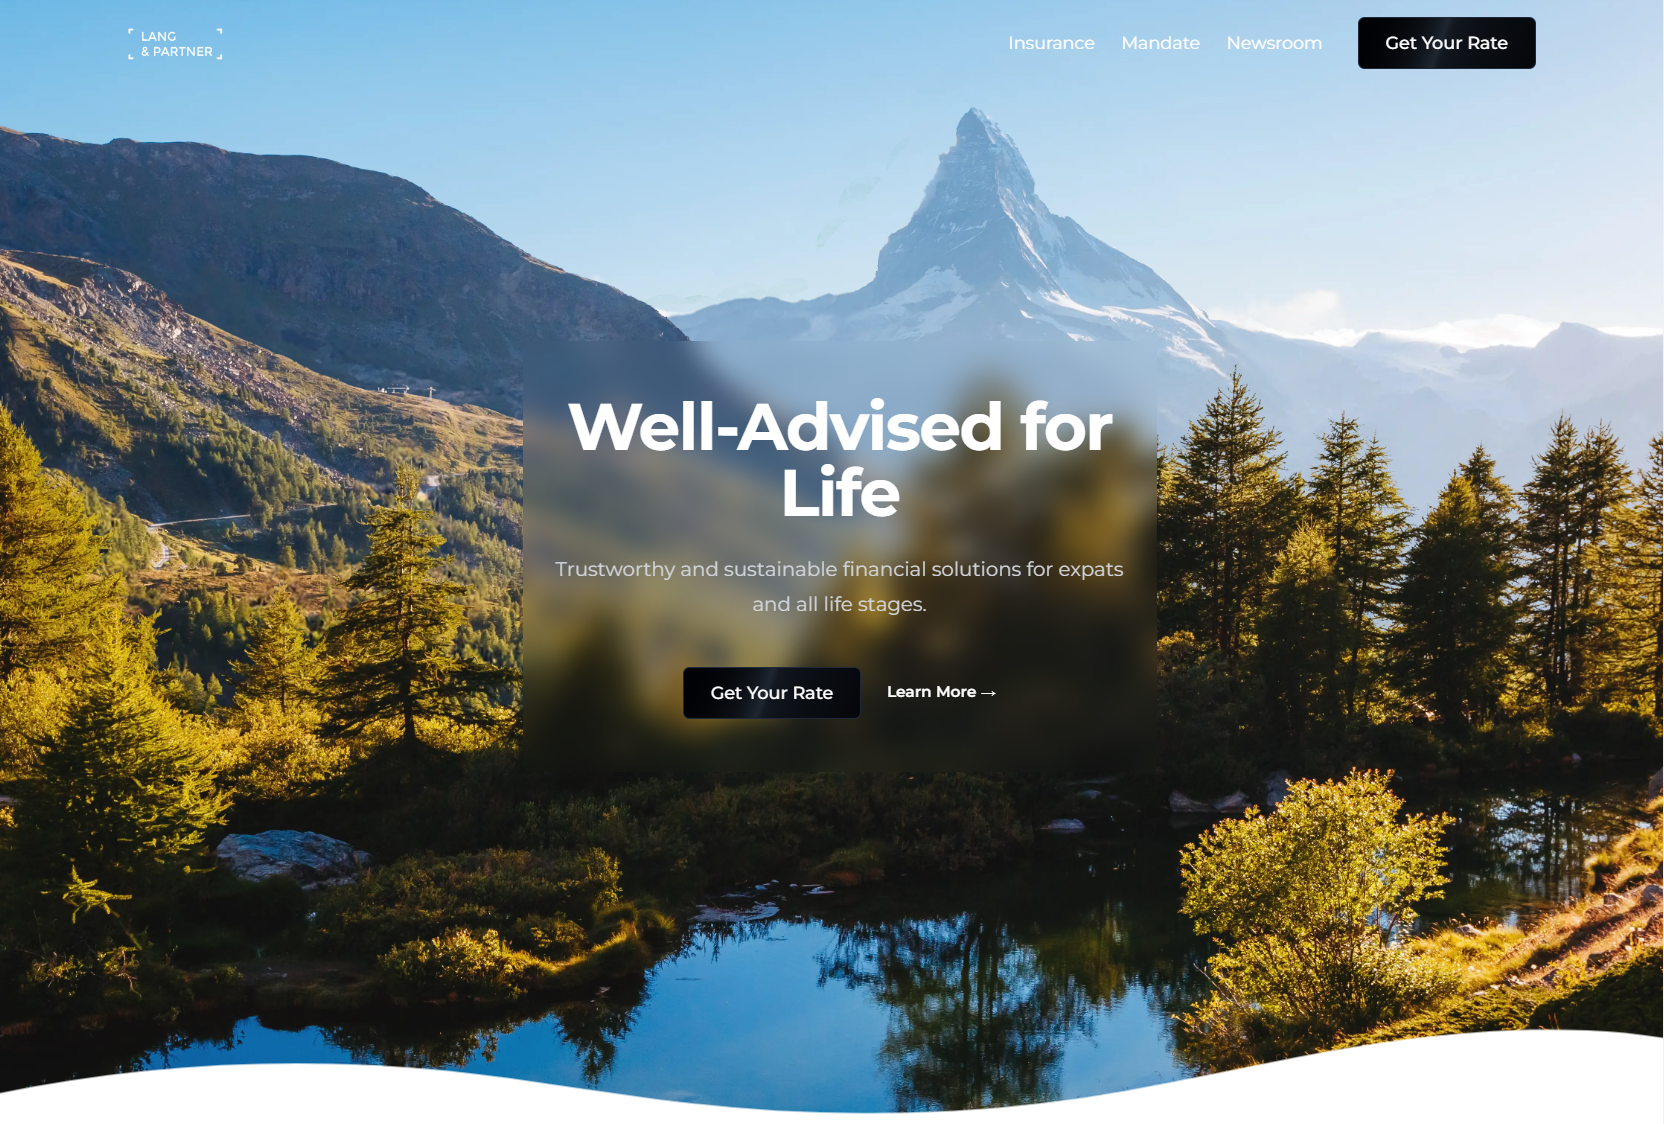 LANG
& PARTNER
Insurance Mandate Newsroom Get Your Rate
Well-Advised for
Life
Trustworthy and sustainable financial solutions for expats
and all life stages.
Get Your Rate Learn More →